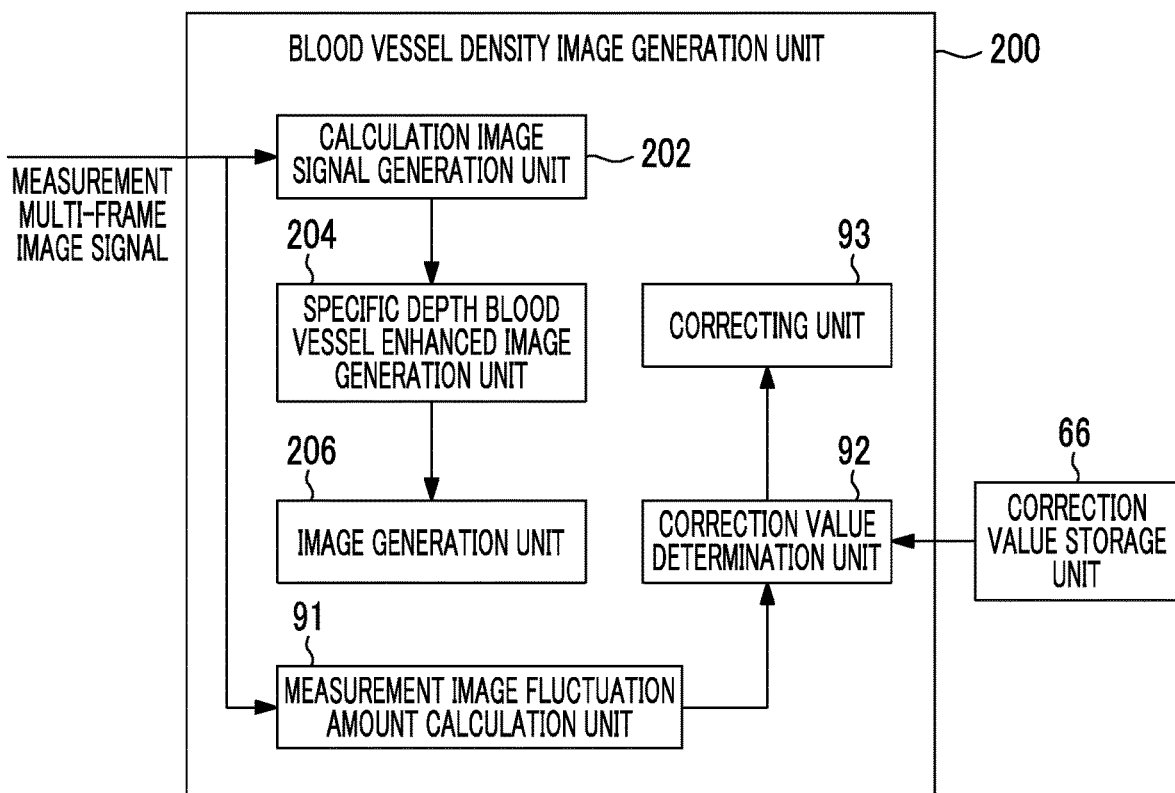 BLOOD VESSEL DENSITY IMAGE GENERATION UNIT
200
CALCULATION IMAGE
SIGNAL GENERATION UNIT
202
MEASUREMENT
MULTI-FRAME
IMAGE SIGNAL
204
SPECIFIC DEPTH BLOOD
VESSEL ENHANCED IMAGE
GENERATION UNIT
93
CORRECTING UNIT
206
IMAGE GENERATION UNIT
92
CORRECTION VALUE
DETERMINATION UNIT
66
CORRECTION
VALUE STORAGE
UNIT
91
MEASUREMENT IMAGE FLUCTUATION
AMOUNT CALCULATION UNIT